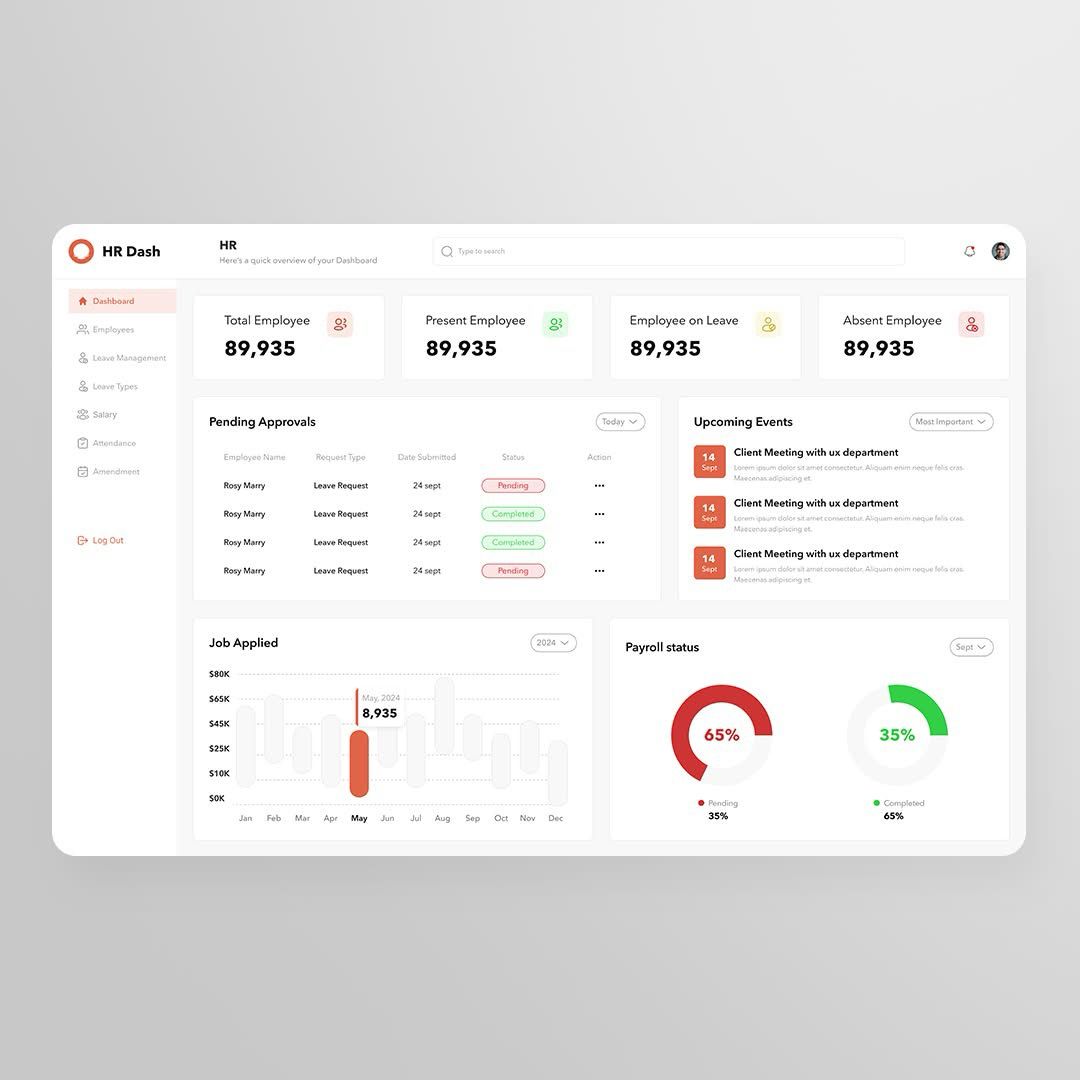 HR Dash
HR
Here's a quick overview of your Dashboard
Type to search
Dashboard
Employees
Leave Management
Leave Types
Salary
Attendance
Amendment
Log Out
Total Employee
89,935
Present Employee
89,935
Employee on Leave
89,935
Absent Employee
89,935
Pending Approvals
Today
Employee Name Request Type Date Submitted Status Action
Rosy Marry Leave Request 24 sept Pending
Rosy Marry Leave Request 24 sept Completed
Rosy Marry Leave Request 24 sept Completed
Rosy Marry Leave Request 24 sept Pending
Upcoming Events
Most Important
14
Sept
Client Meeting with ux department
Lorem ipsum dolor sit amet consectetur. Aliquam enim neque felis cras.
Maecenas adipiscing et.
14
Sept
Client Meeting with ux department
Lorem ipsum dolor sit amet consectetur. Aliquam enim neque felis cras.
Maecenas adipiscing et.
14
Sept
Client Meeting with ux department
Lorem ipsum dolor sit amet consectetur. Aliquam enim neque felis cras.
Maecenas adipiscing et.
Job Applied
2024
$80K
$65K
$45K
$25K
$10K
$0K
May, 2024
8,935
Jan Feb Mar Apr May Jun Jul Aug Sep Oct Nov Dec
Payroll status
Sept
65%
Pending
35%
35%
Completed
65%